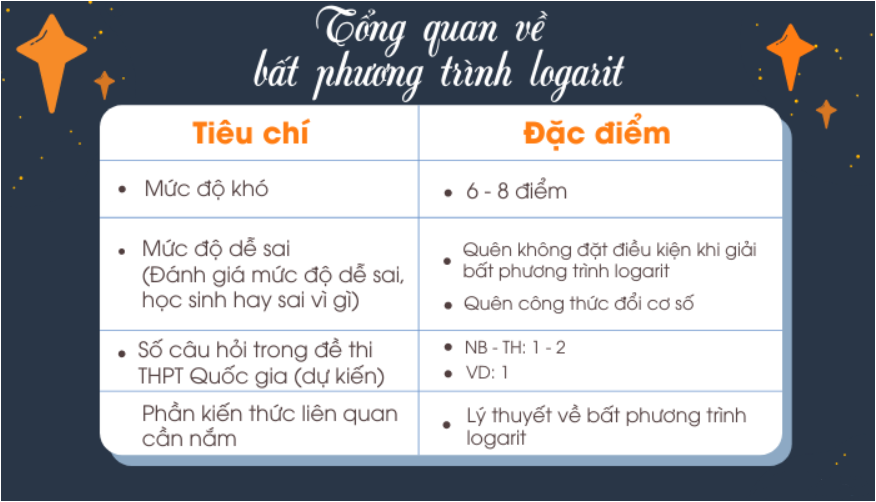 Tổng quan về
bất phương trình logarit
Tiêu chí
Đặc điểm
• Mức độ khó
• 6 - 8 điểm
• Mức độ dễ sai
(Đánh giá mức độ dễ sai,
học sinh hay sai vì gì)
• Quên không đặt điều kiện khi giải
bất phương trình logarit
• Quên công thức đổi cơ số
• Số câu hỏi trong đề thi
THPT Quốc gia (dự kiến)
• NB - TH: 1 - 2
• VD: 1
Phần kiến thức liên quan
cần nắm
• Lý thuyết về bất phương trình
logarit